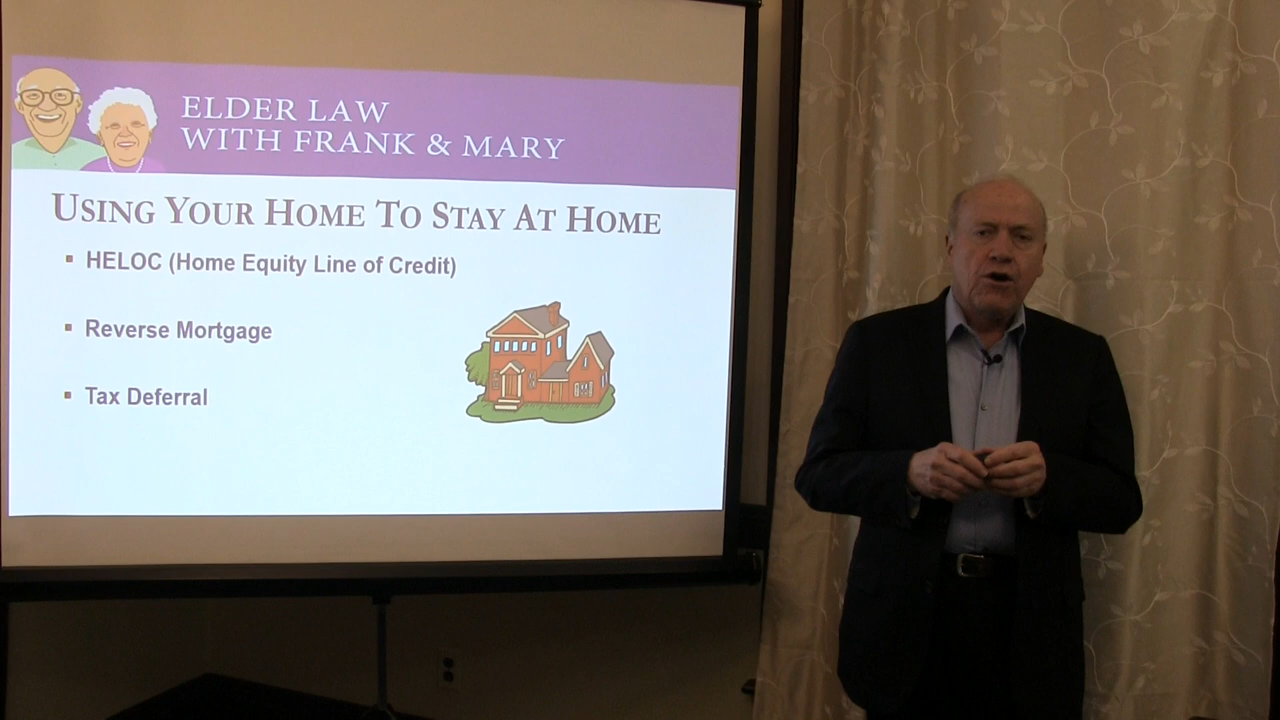 ELDER LAW
WITH FRANK & MARY
USING YOUR HOME TO STAY AT HOME
HELOC (Home Equity Line of Credit)
Reverse Mortgage
Tax Deferral